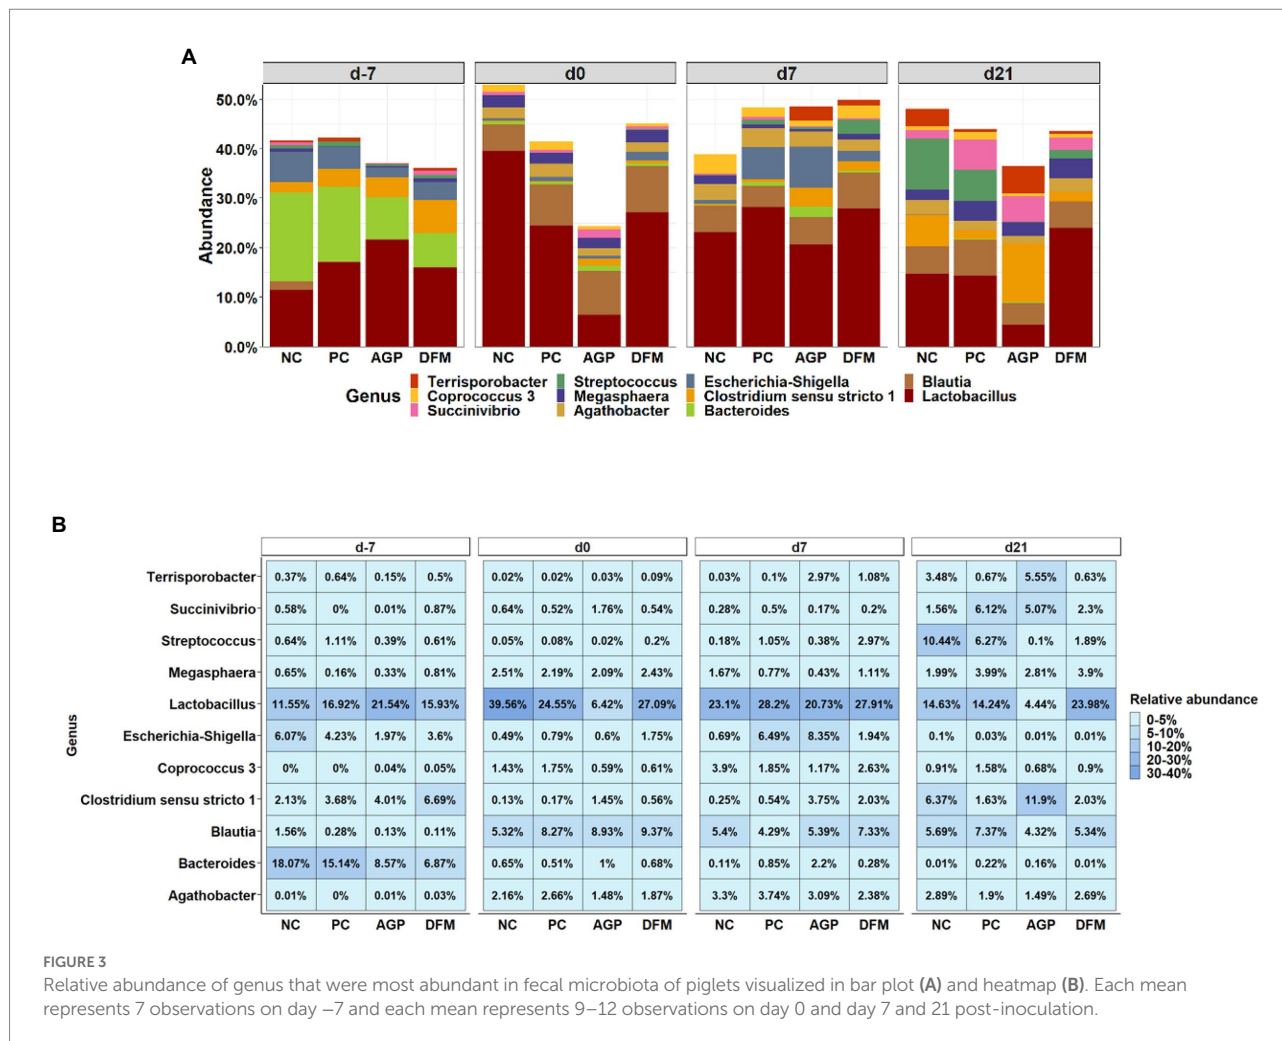 A
d-7 d0 d7 d21
50.0%
40.0%
30.0%
20.0%
10.0%
0.0%
Abundance
NC PC AGP DFM NC PC AGP DFM NC PC AGP DFM NC PC AGP DFM
Genus
Terrisporobacter Streptococcus Escherichia-Shigella Blautia
Coprococcus 3 Megasphaera Clostridium sensu stricto 1 Lactobacillus
Succinivibrio Agathobacter Bacteroides
B
d-7 d0 d7 d21
Terrisporobacter 0.37% 0.64% 0.15% 0.5% 0.02% 0.02% 0.03% 0.09% 0.03% 0.1% 2.97% 1.08% 3.48% 0.67% 5.55% 0.63%
Succinivibrio 0.58% 0% 0.01% 0.87% 0.64% 0.52% 1.76% 0.54% 0.28% 0.5% 0.17% 0.2% 1.56% 6.12% 5.07% 2.3%
Streptococcus 0.64% 1.11% 0.39% 0.61% 0.05% 0.08% 0.02% 0.2% 0.18% 1.05% 0.38% 2.97% 10.44% 6.27% 0.1% 1.89%
Megasphaera 0.65% 0.16% 0.33% 0.81% 2.51% 2.19% 2.09% 2.43% 1.67% 0.77% 0.43% 1.11% 1.99% 3.99% 2.81% 3.9%
Lactobacillus 11.55% 16.92% 21.54% 15.93% 39.56% 24.55% 6.42% 27.09% 23.1% 28.2% 20.73% 27.91% 14.63% 14.24% 4.44% 23.98%
Escherichia-Shigella 6.07% 4.23% 1.97% 3.6% 0.49% 0.79% 0.6% 1.75% 0.69% 6.49% 8.35% 1.94% 0.1% 0.03% 0.01% 0.01%
Coprococcus 3 0% 0% 0.04% 0.05% 1.43% 1.75% 0.59% 0.61% 3.9% 1.85% 1.17% 2.63% 0.91% 1.58% 0.68% 0.9%
Clostridium sensu stricto 1 2.13% 3.68% 4.01% 6.69% 0.13% 0.17% 1.45% 0.56% 0.25% 0.54% 3.75% 2.03% 6.37% 1.63% 11.9% 2.03%
Blautia 1.56% 0.28% 0.13% 0.11% 5.32% 8.27% 8.93% 9.37% 5.4% 4.29% 5.39% 7.33% 5.69% 7.37% 4.32% 5.34%
Bacteroides 18.07% 15.14% 8.57% 6.87% 0.65% 0.51% 1% 0.68% 0.11% 0.85% 2.2% 0.28% 0.01% 0.22% 0.16% 0.01%
Agathobacter 0.01% 0% 0.01% 0.03% 2.16% 2.66% 1.48% 1.87% 3.3% 3.74% 3.09% 2.38% 2.89% 1.9% 1.49% 2.69%
NC PC AGP DFM NC PC AGP DFM NC PC AGP DFM NC PC AGP DFM
Genus
Relative abundance
0-5%
5-10%
10-20%
20-30%
30-40%
FIGURE 3
Relative abundance of genus that were most abundant in fecal microbiota of piglets visualized in bar plot (A) and heatmap (B). Each mean
represents 7 observations on day −7 and each mean represents 9–12 observations on day 0 and day 7 and 21 post-inoculation.